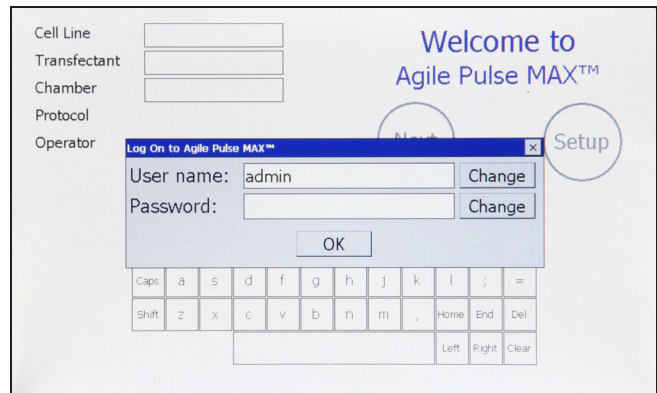 Cell Line
Transfectant
Chamber
Protocol
Operator
Welcome to
Agile Pulse MAX™
Next
Setup
Log On to Agile Pulse MAX™
×
User name: admin Change
Password: Change
OK
Caps a s d f g h j k l ; =
Shift z x c v b n m , Home End Del
Left Right Clear